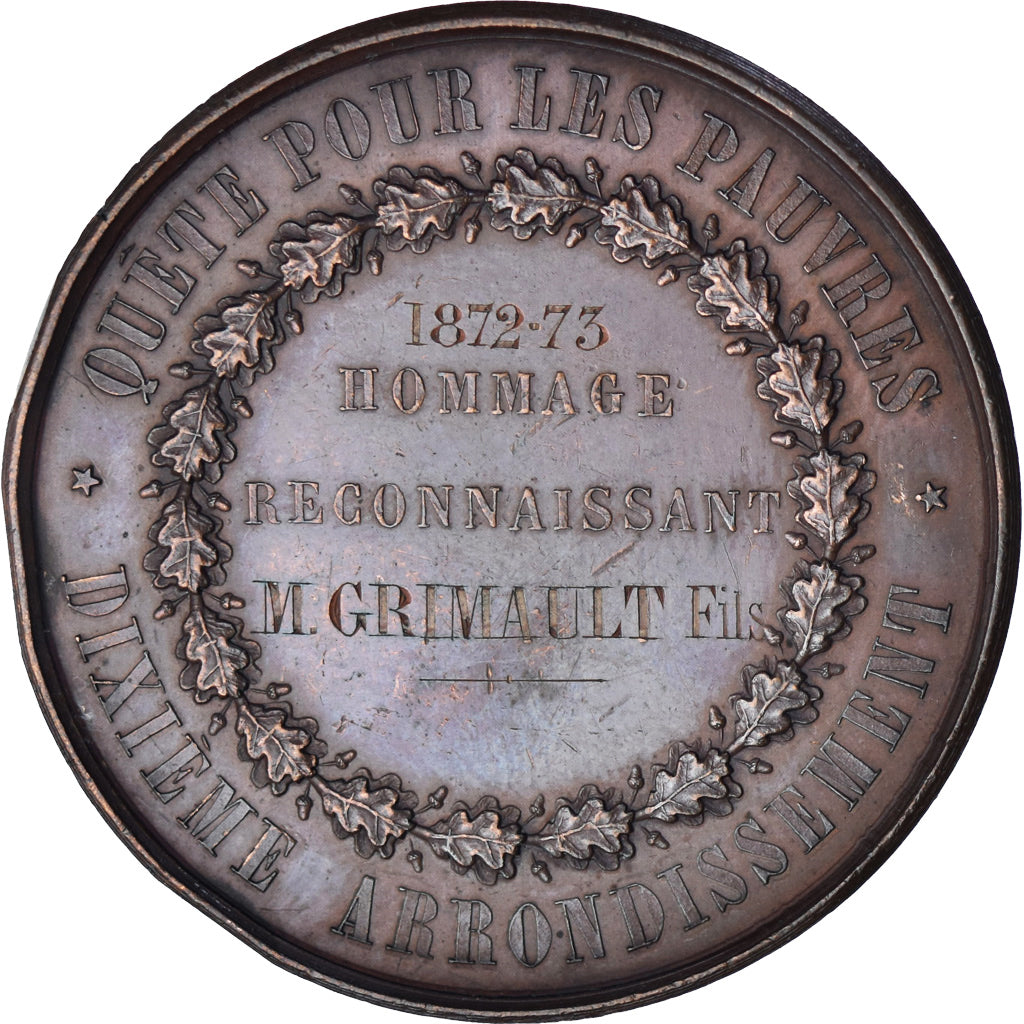 QUÊTE POUR LES PAUVRES
1872-73
HOMMAGE
RECONNAISSANT
M. GRIMAULT Fils
DIXIÈME ARRONDISSEMENT